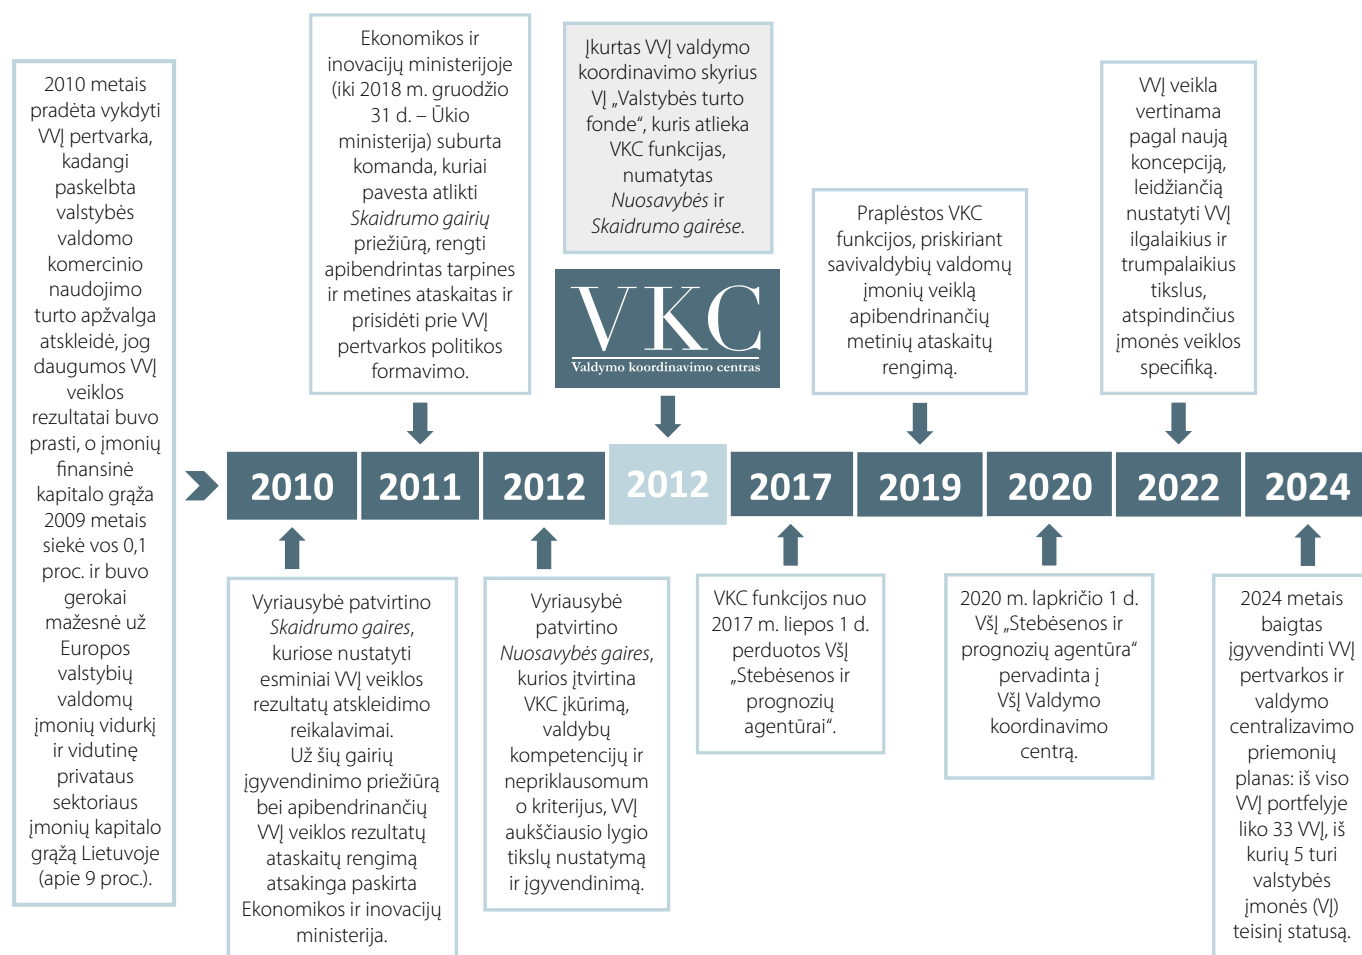 2010 metais
pradėta vykdyti
VVĮ pertvarka,
kadangi
paskelbta
valstybės
valdomo
komercinio
naudojimo
turto apžvalga
atskleidė, jog
daugumos VVĮ
veiklos
rezultatai buvo
prasti, o įmonių
finansinė
kapitalo grąža
2009 metais
siekė vos 0,1
proc. ir buvo
gerokai
mažesnė už
Europos
valstybių
valdomų
įmonių vidurkį
ir vidutinę
privataus
sektoriaus
įmonių kapitalo
grąžą Lietuvoje
(apie 9 proc.).
Ekonomikos ir
inovacijų ministerijoje
(iki 2018 m. gruodžio
31 d. – Ūkio
ministerija) suburta
komanda, kuriai
pavesta atlikti
Skaidrumo gairių
priežiūrą, rengti
apibendrintas tarpines
ir metines ataskaitas ir
prisidėti prie VVĮ
pertvarkos politikos
formavimo.
Įkurtas VVĮ valdymo
koordinavimo skyrius
VĮ „Valstybės turto
fonde“, kuris atlieka
VKC funkcijas,
numatytas
Nuosavybės ir
Skaidrumo gairėse.
VKC
Valdymo koordinavimo centras
Praplėstos VKC
funkcijos, priskiriant
savivaldybių valdomų
įmonių veiklą
apibendrinančių
metinių ataskaitų
rengimą.
VVĮ veikla
vertinama
pagal naują
koncepciją,
leidžiančią
nustatyti VVĮ
ilgalaikius ir
trumpalaikius
tikslus,
atspindinčius
įmonės veiklos
specifiką.
2010 2011 2012 2012 2017 2019 2020 2022 2024
Vyriausybė patvirtino
Skaidrumo gaires,
kuriose nustatyti
esminiai VVĮ veiklos
rezultatų atskleidimo
reikalavimai.
Už šių gairių
įgyvendinimo priežiūrą
bei apibendrinančių
VVĮ veiklos rezultatų
ataskaitų rengimą
atsakinga paskirta
Ekonomikos ir inovacijų
ministerija.
Vyriausybė
patvirtino
Nuosavybės gaires,
kurios įtvirtina
VKC įkūrimą,
valdybų
kompetencijų ir
nepriklausomum
o kriterijus, VVĮ
aukščiausio lygio
tikslų nustatymą
ir įgyvendinimą.
VKC funkcijos nuo
2017 m. liepos 1 d.
perduotos VšĮ
„Stebėsenos ir
prognozių
agentūrai“.
2020 m. lapkričio 1 d.
VšĮ „Stebėsenos ir
prognozių agentūra“
pervadinta į
VšĮ Valdymo
koordinavimo
centrą.
2024 metais
baigtas
įgyvendinti VVĮ
pertvarkos ir
valdymo
centralizavimo
priemonių
planas: iš viso
VVĮ portfelyje
liko 33 VVĮ, iš
kurių 5 turi
valstybės
įmonės (VĮ)
teisinį statusą.